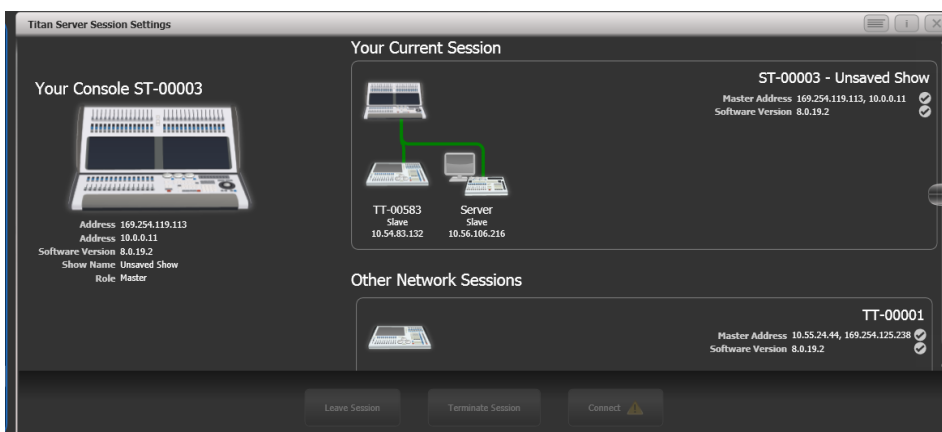 Titan Server Session Settings
i
X
Your Console ST-00003
Address 169.254.119.113
Address 10.0.0.11
Software Version 8.0.19.2
Show Name Unsaved Show
Role Master
Your Current Session
ST-00003 - Unsaved Show
Master Address 169.254.119.113, 10.0.0.11
Software Version 8.0.19.2
TT-00583
Slave
10.54.83.132
Server
Slave
10.56.106.216
Other Network Sessions
TT-00001
Master Address 10.55.24.44, 169.254.125.238
Software Version 8.0.19.2
Leave Session
Terminate Session
Connect